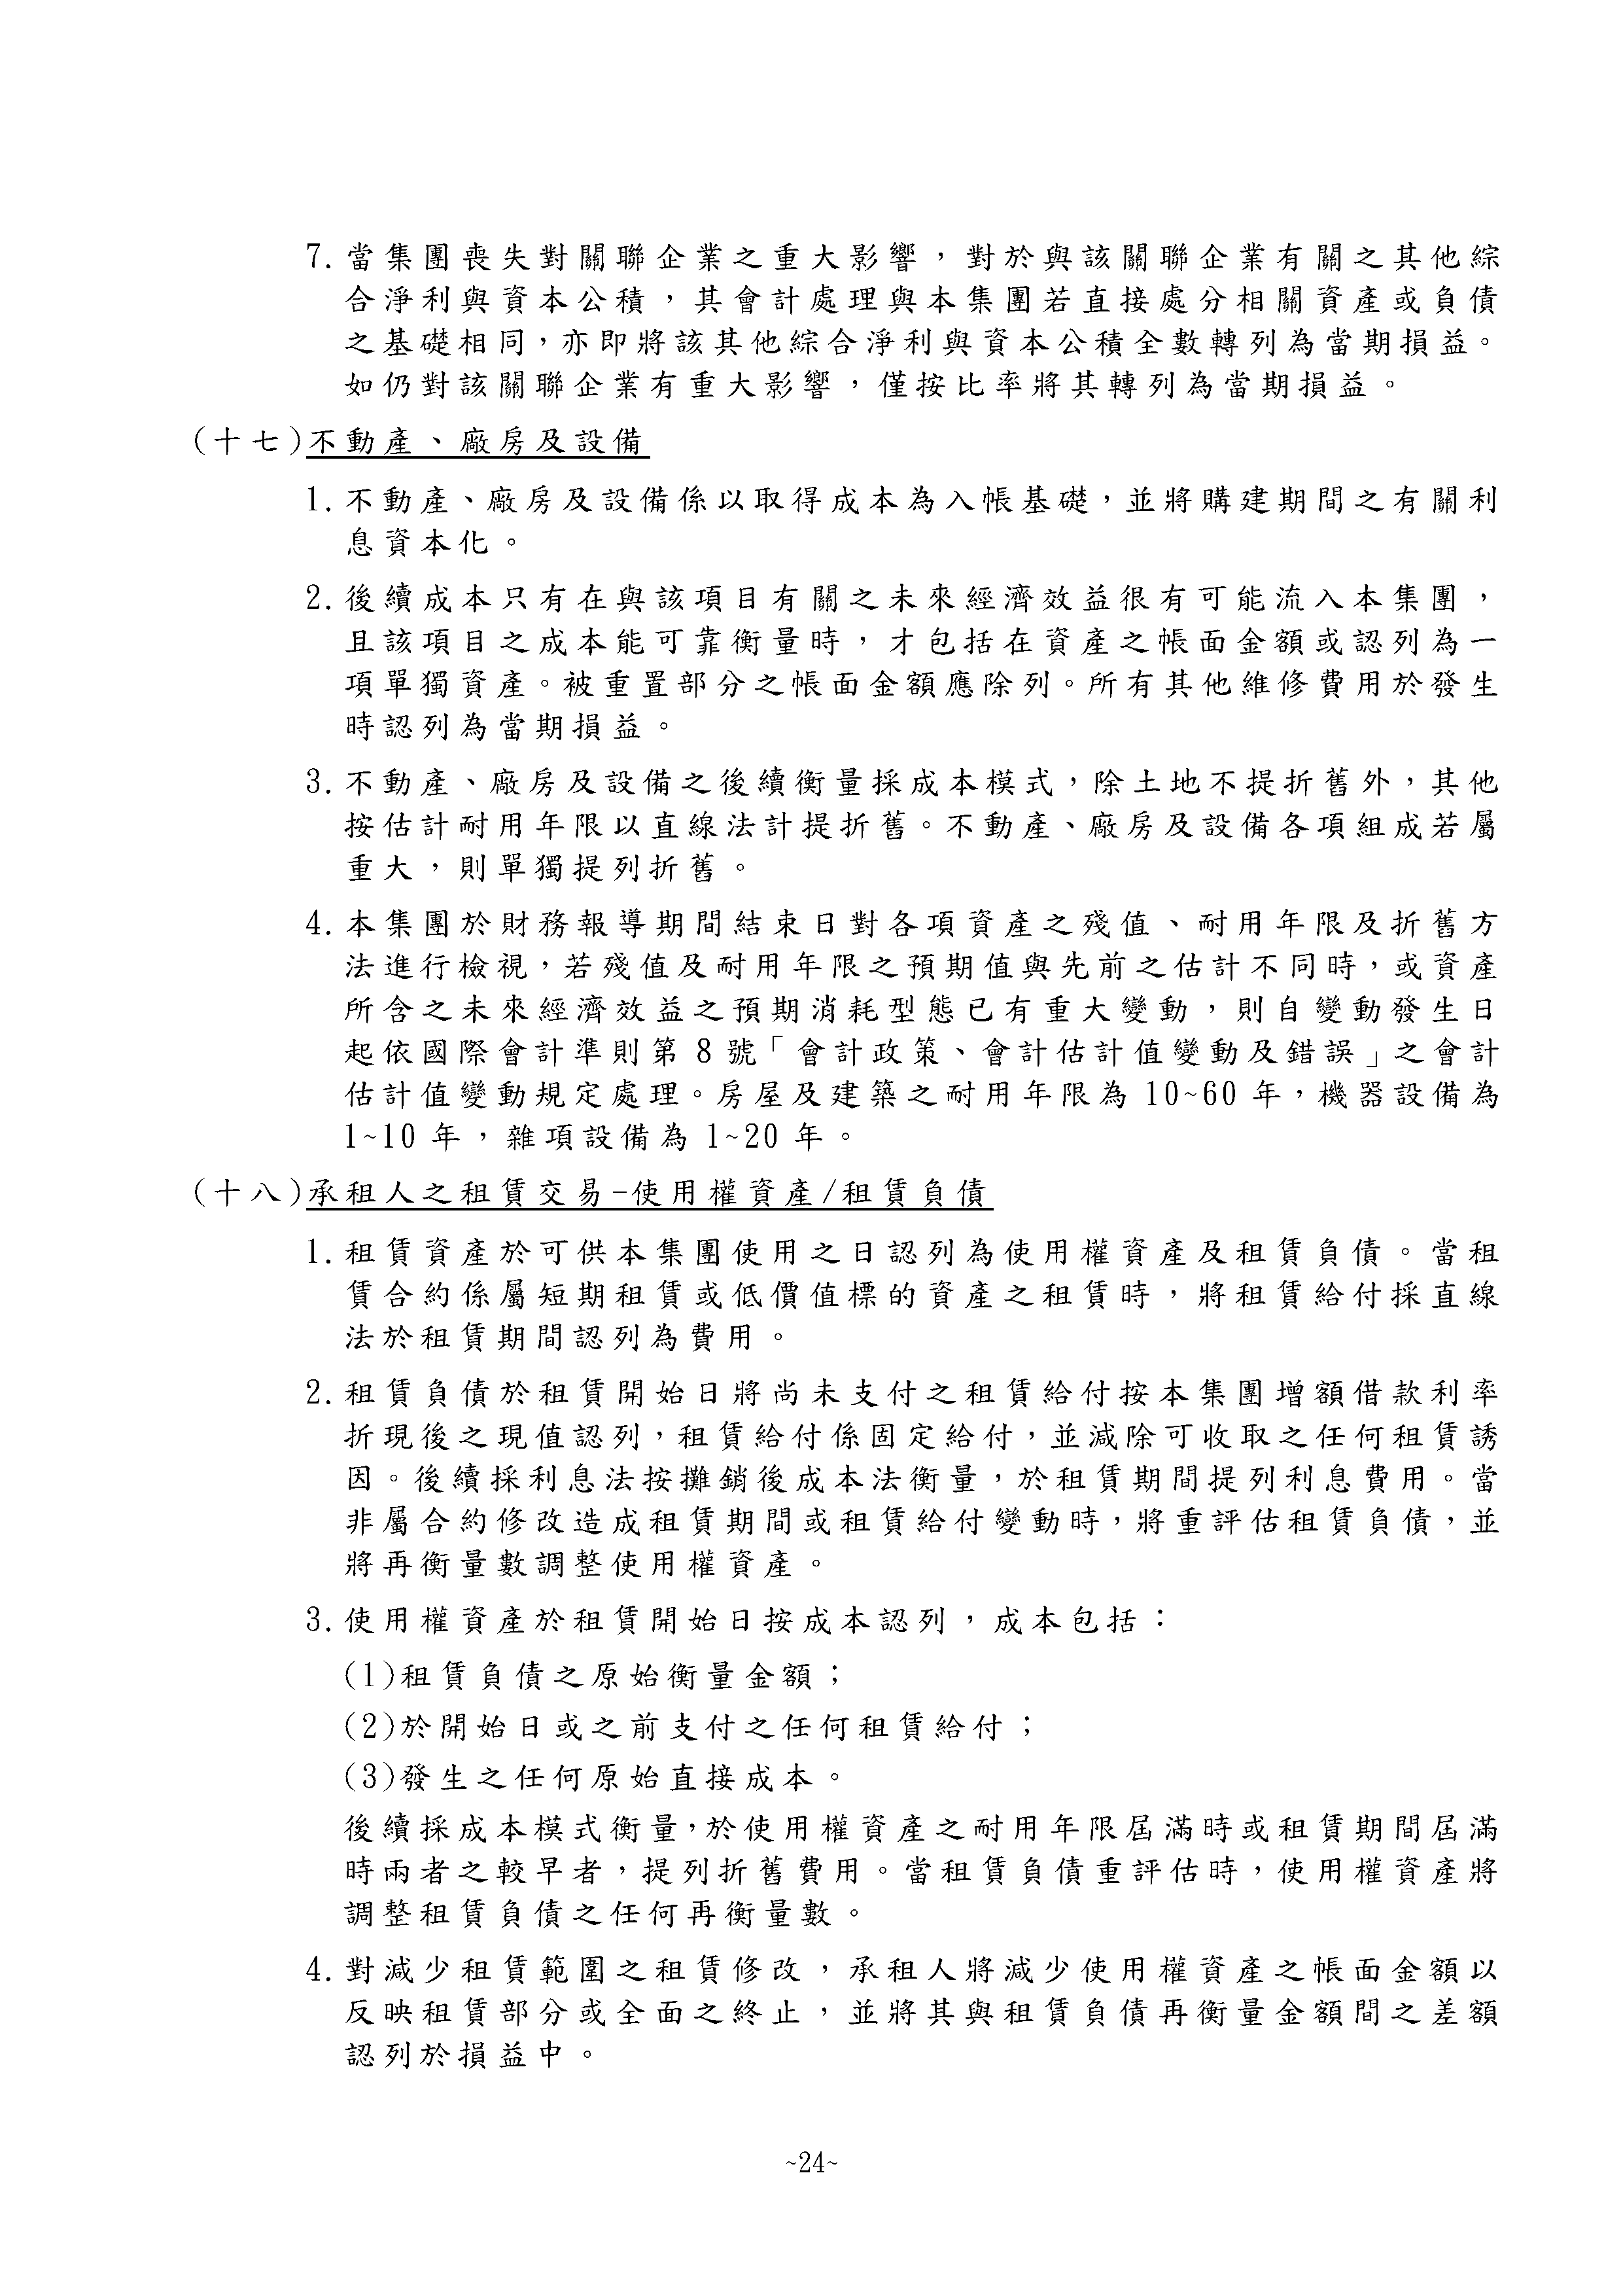 7.當集團喪失對關聯企業之重大影響，對於與該關聯企業有關之其他綜
合淨利與資本公積，其會計處理與本集團若直接處分相關資產或負債
之基礎相同，亦即將該其他綜合淨利與資本公積全數轉列為當期損益。
如仍對該關聯企業有重大影響，僅按比率將其轉列為當期損益。
(十七)不動產、廠房及設備
1.不動產、廠房及設備係以取得成本為入帳基礎，並將購建期間之有關利
息資本化。
2.後續成本只有在與該項目有關之未來經濟效益很有可能流入本集團，
且該項目之成本能可靠衡量時，才包括在資產之帳面金額或認列為一
項單獨資產。被重置部分之帳面金額應除列。所有其他維修費用於發生
時認列為當期損益。
3.不動產、廠房及設備之後續衡量採成本模式，除土地不提折舊外，其他
按估計耐用年限以直線法計提折舊。不動產、廠房及設備各項組成若屬
重大，則單獨提列折舊。
4.本集團於財務報導期間結束日對各項資產之殘值、耐用年限及折舊方
法進行檢視，若殘值及耐用年限之預期值與先前之估計不同時，或資產
所含之未來經濟效益之預期消耗型態已有重大變動，則自變動發生日
起依國際會計準則第 8 號「會計政策、會計估計值變動及錯誤」之會計
估計值變動規定處理。房屋及建築之耐用年限為 10~60 年，機器設備為
1~10 年，雜項設備為 1~20 年。
(十八)承租人之租賃交易-使用權資產/租賃負債
1.租賃資產於可供本集團使用之日認列為使用權資產及租賃負債。當租
賃合約係屬短期租賃或低價值標的資產之租賃時，將租賃給付採直線
法於租賃期間認列為費用。
2.租賃負債於租賃開始日將尚未支付之租賃給付按本集團增額借款利率
折現後之現值認列，租賃給付係固定給付，並減除可收取之任何租賃誘
因。後續採利息法按攤銷後成本法衡量，於租賃期間提列利息費用。當
非屬合約修改造成租賃期間或租賃給付變動時，將重評估租賃負債，並
將再衡量數調整使用權資產。
3.使用權資產於租賃開始日按成本認列，成本包括：
(1)租賃負債之原始衡量金額；
(2)於開始日或之前支付之任何租賃給付；
(3)發生之任何原始直接成本。
後續採成本模式衡量，於使用權資產之耐用年限屆滿時或租賃期間屆滿
時兩者之較早者，提列折舊費用。當租賃負債重評估時，使用權資產將
調整租賃負債之任何再衡量數。
4.對減少租賃範圍之租賃修改，承租人將減少使用權資產之帳面金額以
反映租賃部分或全面之終止，並將其與租賃負債再衡量金額間之差額
認列於損益中。
~24~